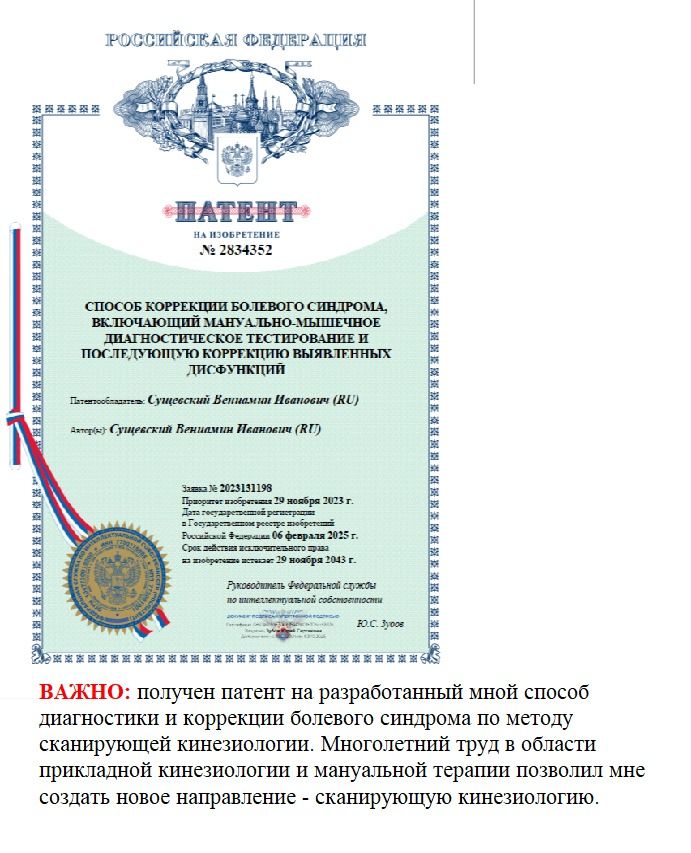 РОССИЙСКАЯ ФЕДЕРАЦИЯ
ПАТЕНТ
НА ИЗОБРЕТЕНИЕ
№ 2834352
СПОСОБ КОРРЕКЦИИ БОЛЕВОГО СИНДРОМА,
ВКЛЮЧАЮЩИЙ МАНУАЛЬНО-МЫШЕЧНОЕ
ДИАГНОСТИЧЕСКОЕ ТЕСТИРОВАНИЕ И
ПОСЛЕДУЮЩУЮ КОРРЕКЦИЮ ВЫЯВЛЕННЫХ
ДИСФУНКЦИЙ
Патентообладатель: Сущевский Вениамин Иванович (RU)
Автор(ы): Сущевский Вениамин Иванович (RU)
Заявка № 2023131198
Приоритет изобретения 29 ноября 2023 г.
Дата государственной регистрации
в Государственном реестре изобретений
Российской Федерации 06 февраля 2025 г.
Срок действия исключительного права
на изобретение истекает 29 ноября 2043 г.
Руководитель Федеральной службы
по интеллектуальной собственности
ДОКУМЕНТ ПОДПИСАН ЭЛЕКТРОННОЙ ПОДПИСЬЮ
Ю.С. Зубов
ВАЖНО: получен патент на разработанный мной способ
диагностики и коррекции болевого синдрома по методу
сканирующей кинезиологии. Многолетний труд в области
прикладной кинезиологии и мануальной терапии позволил мне
создать новое направление - сканирующую кинезиологию.